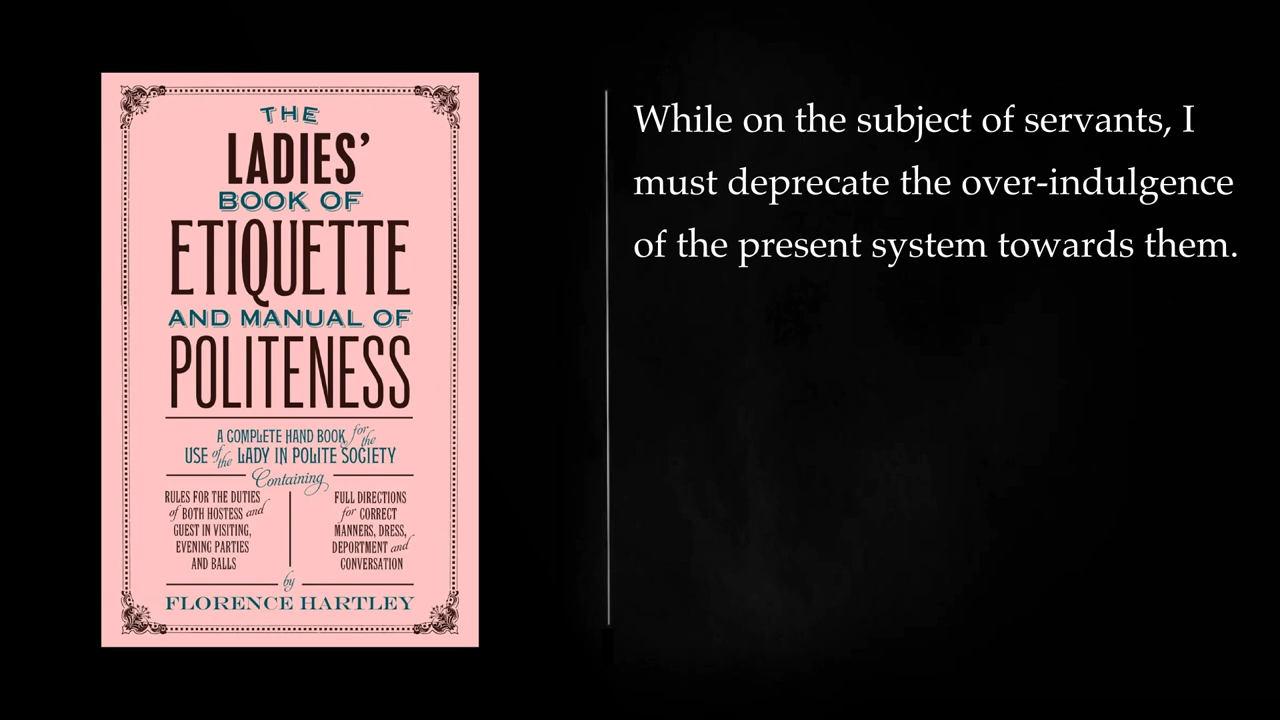 THE
LADIES'
BOOK OF
ETIQUETTE
AND MANUAL OF
POLITENESS
A COMPLETE HAND BOOK for the
USE of the LADY IN POLITE SOCIETY
Containing
RULES FOR THE DUTIES
of BOTH HOSTESS and
GUEST IN VISITING,
EVENING PARTIES
AND BALLS
FULL DIRECTIONS
for CORRECT
MANNERS, DRESS,
DEPORTMENT and
CONVERSATION
by
FLORENCE HARTLEY
While on the subject of servants, I
must deprecate the over-indulgence
of the present system towards them.